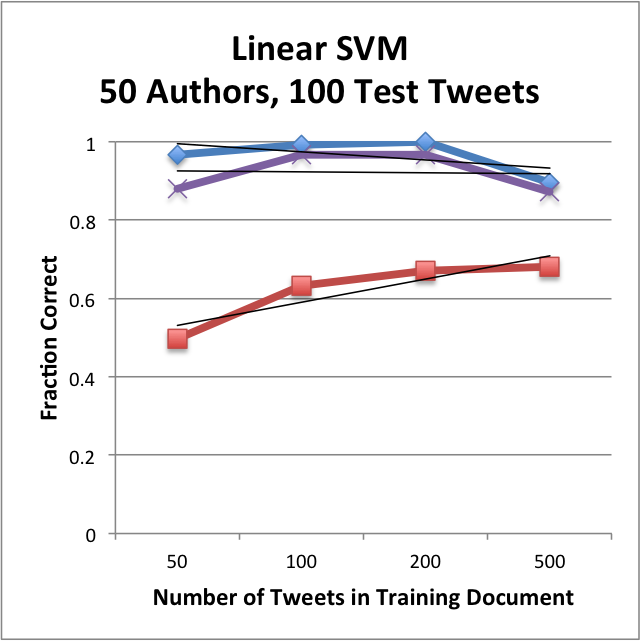 Linear SVM
50 Authors, 100 Test Tweets
1
0.8
0.6
0.4
0.2
0
Fraction Correct
50 100 200 500
Number of Tweets in Training Document